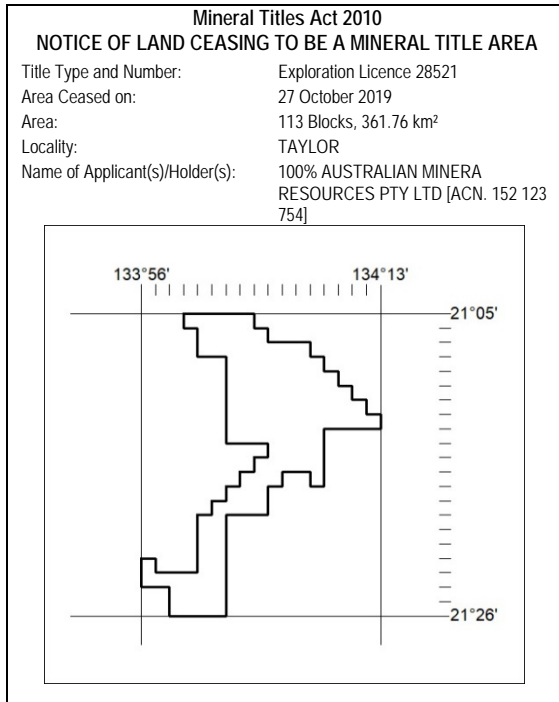 Mineral Titles Act 2010
NOTICE OF LAND CEASING TO BE A MINERAL TITLE AREA
Title Type and Number: Exploration Licence 28521
Area Ceased on: 27 October 2019
Area: 113 Blocks, 361.76 km²
Locality: TAYLOR
Name of Applicant(s)/Holder(s): 100% AUSTRALIAN MINERA
RESOURCES PTY LTD [ACN. 152 123
754]
133°56' 134°13'
21°05'
21°26'